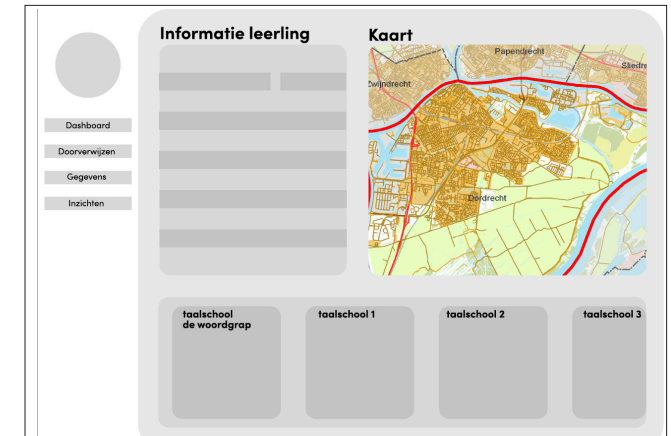 Informatie leerling
Kaart
Papendrecht
Sliedre
Zwijndrecht
Dordrecht
Dashboard
Doorverwijzen
Gegevens
Inzichten
taalschool
de woordgrap
taalschool 1
taalschool 2
taalschool 3